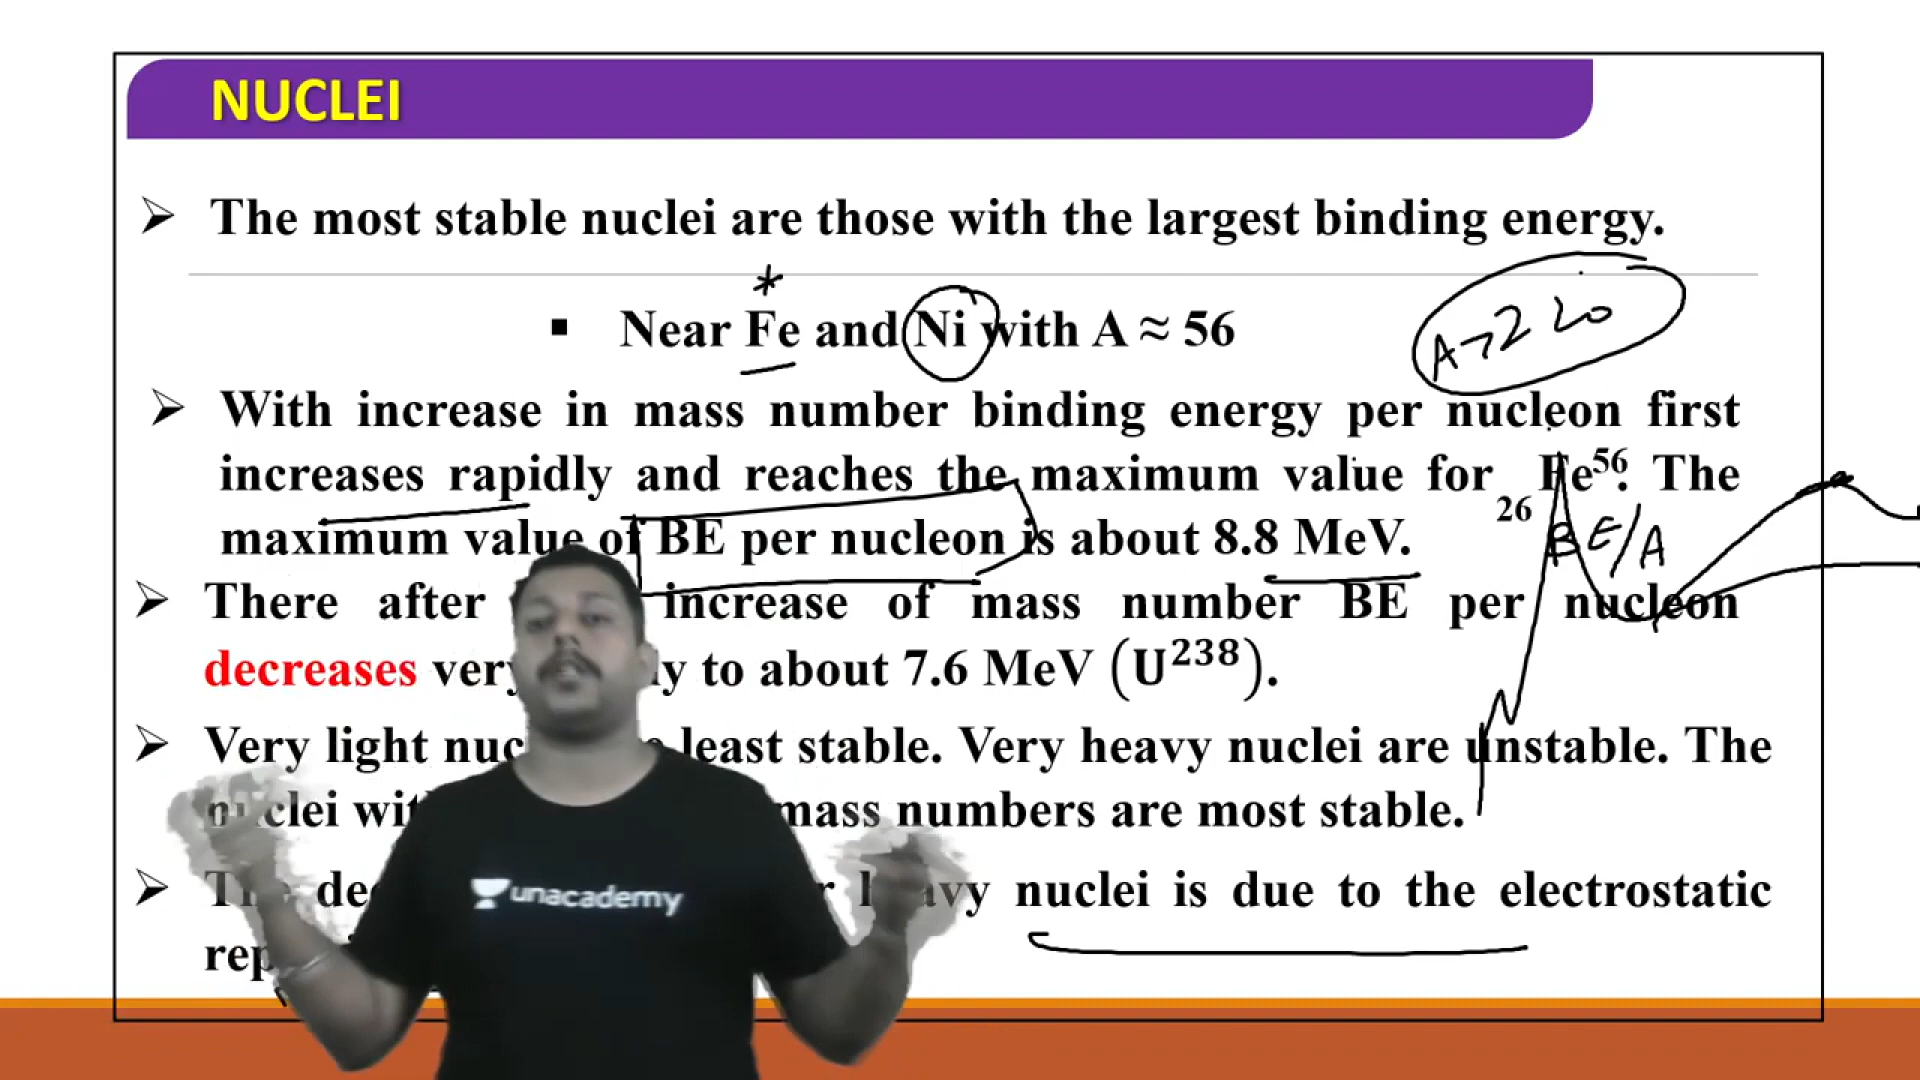 NUCLEI
The most stable nuclei are those with the largest binding energy.
*
Near Fe and Ni with A ≈ 56
A>220
With increase in mass number binding energy per nucleon first
increases rapidly and reaches the maximum value for 26Fe⁵⁶. The
maximum value of BE per nucleon is about 8.8 MeV.
BE/A
There after increase of mass number BE per nucleon
decreases to about 7.6 MeV (U²³⁸).
Very light least stable. Very heavy nuclei are unstable. The
nuclei mass numbers are most stable.
nuclei is due to the electrostatic
unacademy